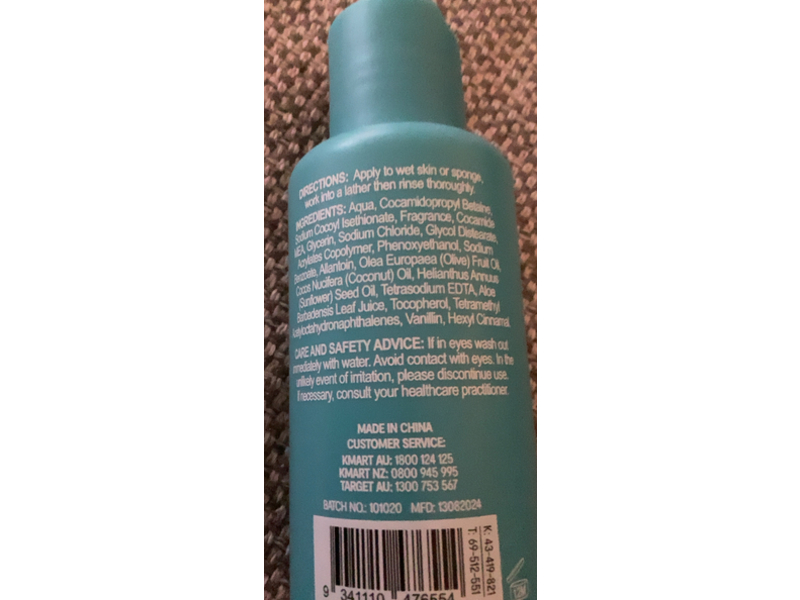 DIRECTIONS: Apply to wet skin or sponge,
work into a lather then rinse thoroughly.
INGREDIENTS: Aqua, Cocamidopropyl Betaine,
Sodium Cocoyl Isethionate, Fragrance, Cocamide
MEA, Glycerin, Sodium Chloride, Glycol Distearate,
Acrylates Copolymer, Phenoxyethanol, Sodium
Benzoate, Allantoin, Olea Europaea (Olive) Fruit Oil,
Cocos Nucifera (Coconut) Oil, Helianthus Annuus
(Sunflower) Seed Oil, Tetrasodium EDTA, Aloe
Barbadensis Leaf Juice, Tocopherol, Tetramethyl
Acetyloctahydronaphthalenes, Vanillin, Hexyl Cinnamal
CARE AND SAFETY ADVICE: If in eyes wash out
immediately with water. Avoid contact with eyes. In the
unlikely event of irritation, please discontinue use.
If necessary, consult your healthcare practitioner.
MADE IN CHINA
CUSTOMER SERVICE:
KMART AU: 1800 124 125
KMART NZ: 0800 945 995
TARGET AU: 1300 753 567
BATCH NO.: 101020 MFD: 13082024
K: 43-419-821
T: 69-512-551
9 341110 476554